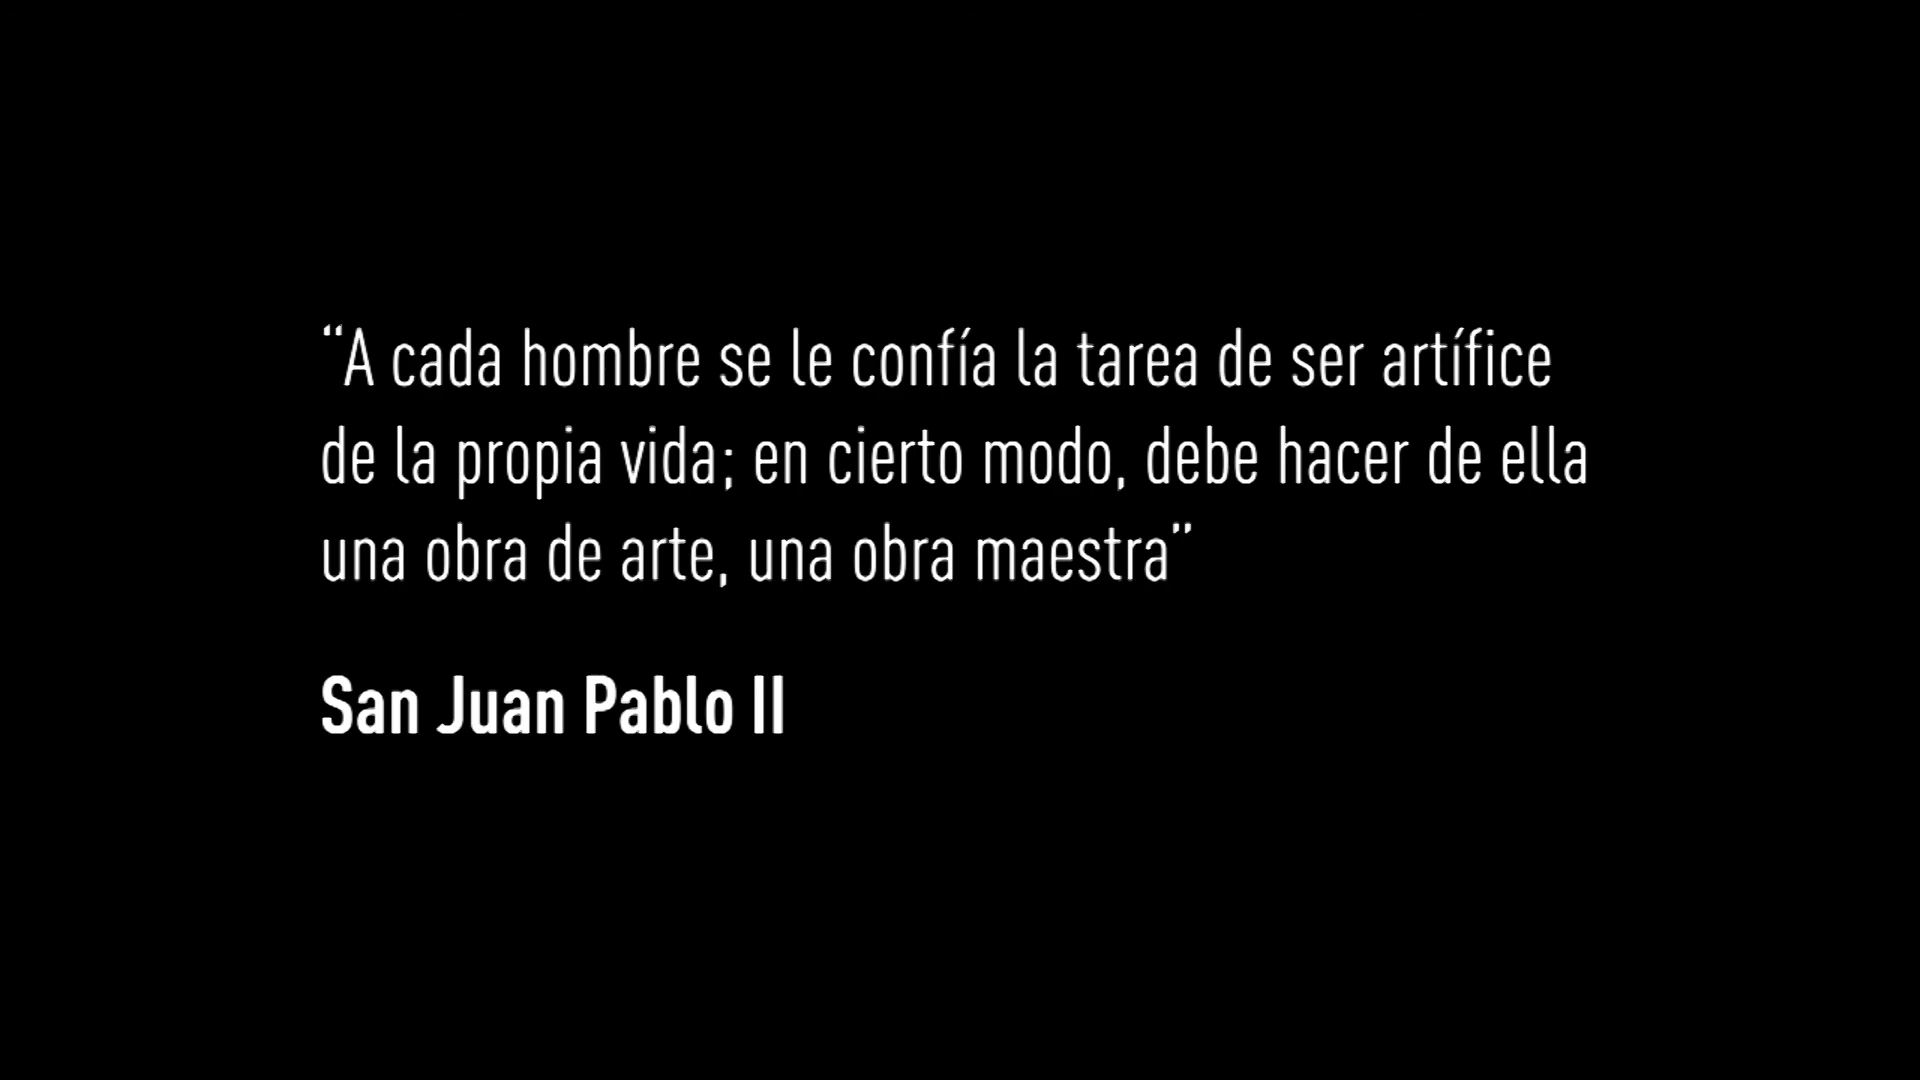 “A cada hombre se le confía la tarea de ser artífice
de la propia vida; en cierto modo, debe hacer de ella
una obra de arte, una obra maestra”
San Juan Pablo II